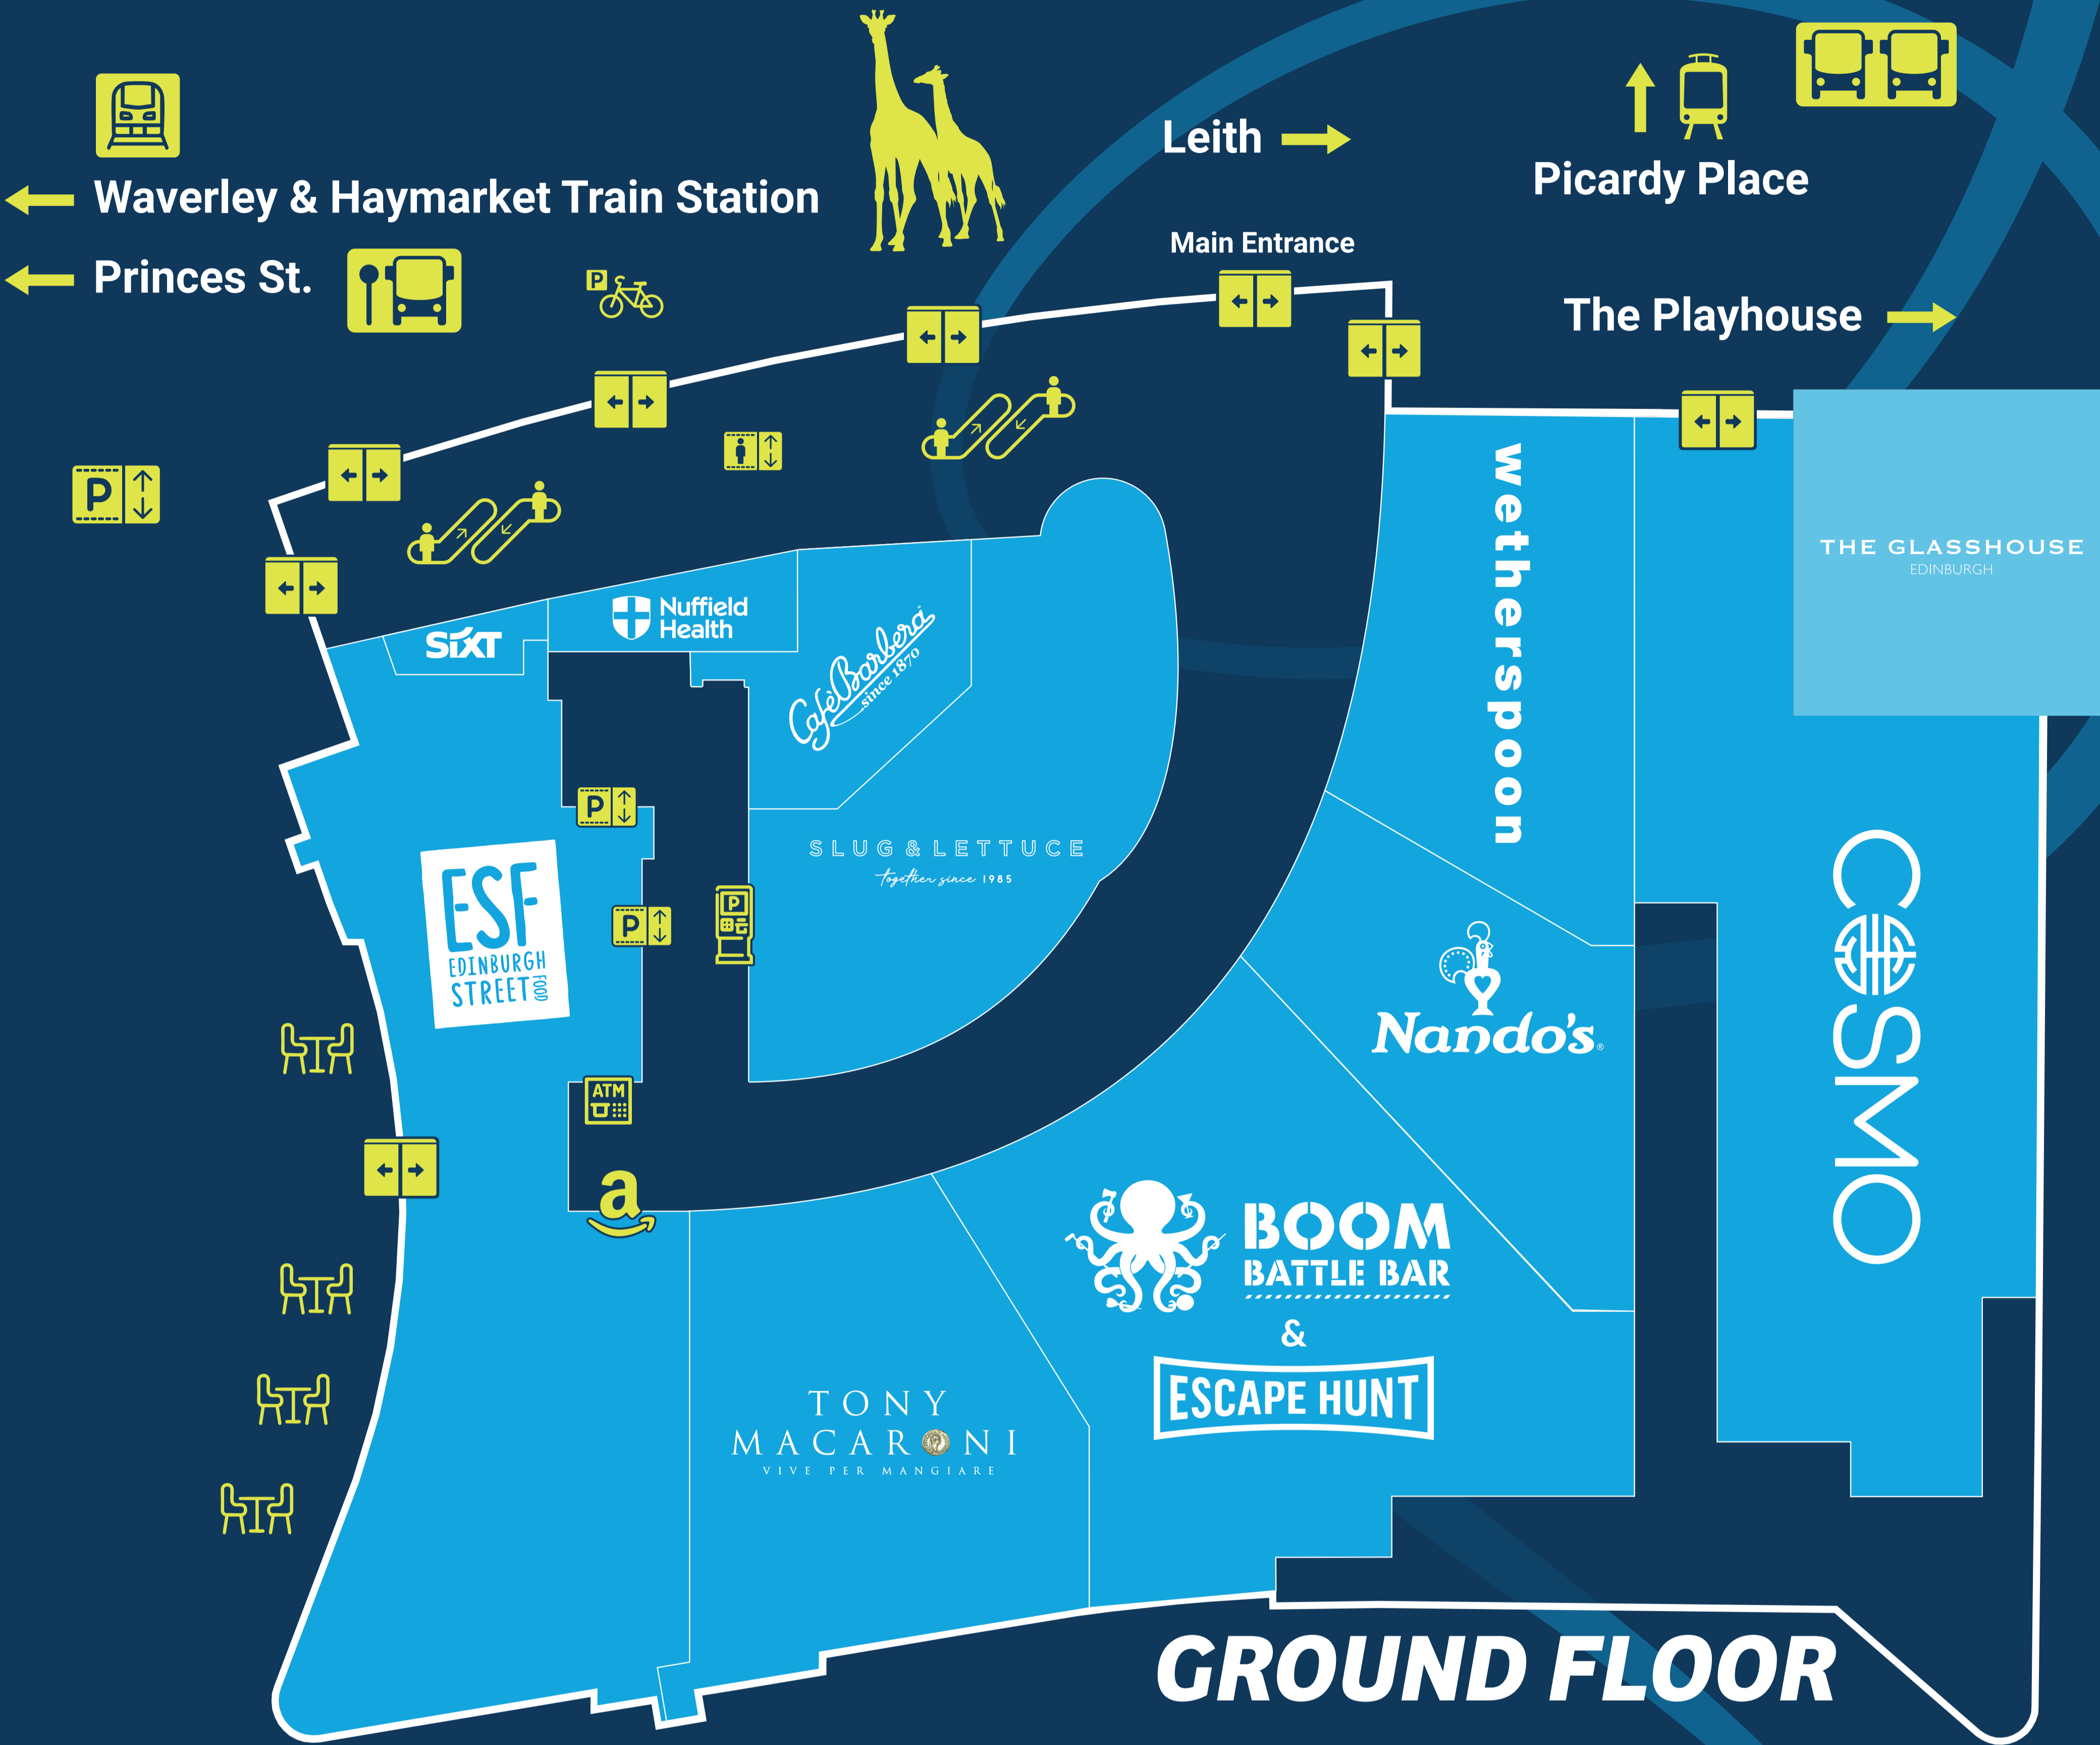 Waverley & Haymarket Train Station
Princes St.
P
Leith
Picardy Place
Main Entrance
The Playhouse
P
SiXT
Nuffield
Health
Cafè Barbera
since 1870
wetherspoon
THE GLASSHOUSE
EDINBURGH
P
SLUG & LETTUCE
together since 1985
P
P
ESF
EDINBURGH
STREET FOOD
Nando's®
COSMO
ATM
a
BOOM
BATTLE BAR
&
ESCAPE HUNT
TONY
MACARONI
VIVE PER MANGIARE
GROUND FLOOR